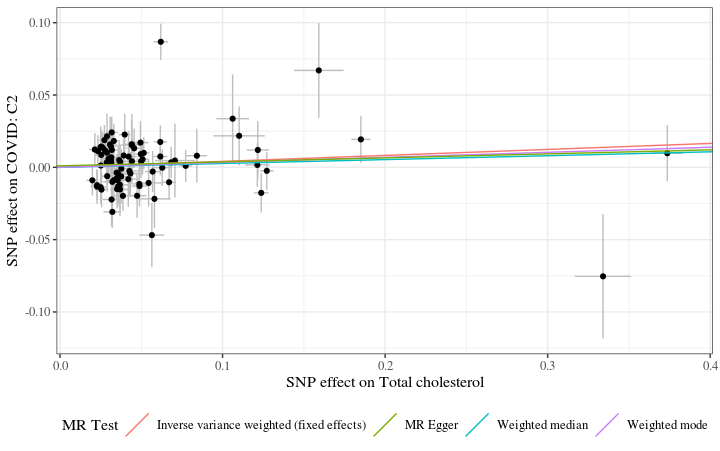 0.10
0.05
0.00
-0.05
-0.10
SNP effect on COVID: C2
0.0 0.1 0.2 0.3 0.4
SNP effect on Total cholesterol
MR Test Inverse variance weighted (fixed effects) MR Egger Weighted median Weighted mode